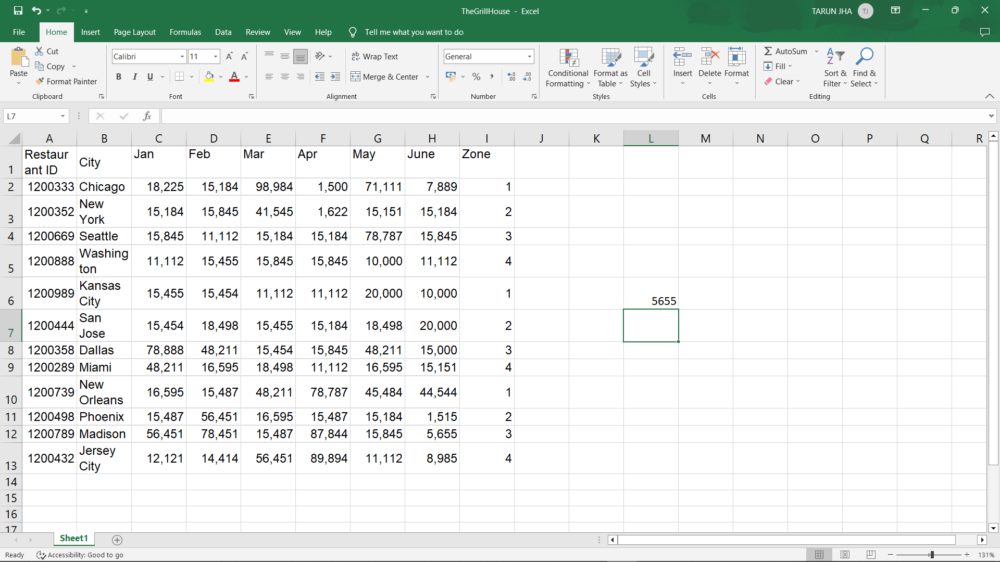 TheGrillHouse - Excel TARUN JHA TJ
File Home Insert Page Layout Formulas Data Review View Help Tell me what you want to do
Paste Cut Copy Format Painter Clipboard
Calibri 11 B I U A Font
ab Wrap Text Merge & Center Alignment
General % , .00 .0 Number
Conditional Formatting Format as Table Cell Styles Styles
Insert Delete Format Cells
AutoSum Fill Clear Sort & Filter Find & Select Editing
L7 fx
A B C D E F G H I J K L M N O P Q R
1 Restaur ant ID City Jan Feb Mar Apr May June Zone
2 1200333 Chicago 18,225 15,184 98,984 1,500 71,111 7,889 1
3 1200352 New York 15,184 15,845 41,545 1,622 15,151 15,184 2
4 1200669 Seattle 15,845 11,112 15,184 15,184 78,787 15,845 3
5 1200888 Washing ton 11,112 15,455 15,845 15,845 10,000 11,112 4
6 1200989 Kansas City 15,455 15,454 11,112 11,112 20,000 10,000 1 5655
7 1200444 San Jose 15,454 18,498 15,455 15,184 18,498 20,000 2
8 1200358 Dallas 78,888 48,211 15,454 15,845 48,211 15,000 3
9 1200289 Miami 48,211 16,595 18,498 11,112 16,595 15,151 4
10 1200739 New Orleans 16,595 15,487 48,211 78,787 45,484 44,544 1
11 1200498 Phoenix 15,487 56,451 16,595 15,487 15,184 1,515 2
12 1200789 Madison 56,451 78,451 15,487 87,844 15,845 5,655 3
13 1200432 Jersey City 12,121 14,414 56,451 89,894 11,112 8,985 4
14
15
16
17
Sheet1
Ready Accessibility: Good to go 131%